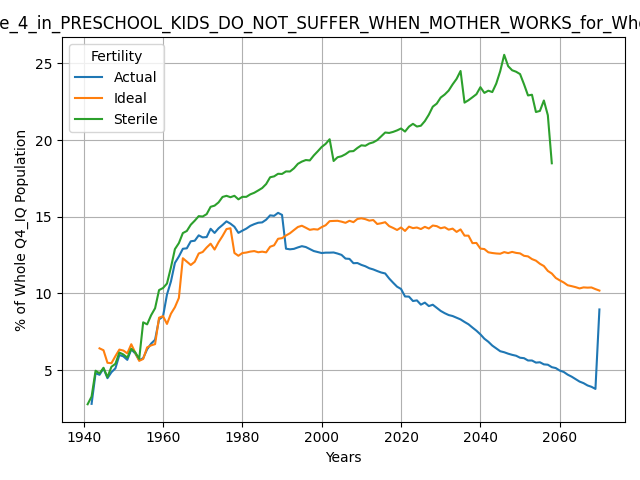 e_4_in_PRESCHOOL_KIDS_DO_NOT_SUFFER_WHEN_MOTHER_WORKS_for_Who
Fertility
Actual
Ideal
Sterile
% of Whole Q4_IQ Population
25
20
15
10
5
1940 1960 1980 2000 2020 2040 2060
Years